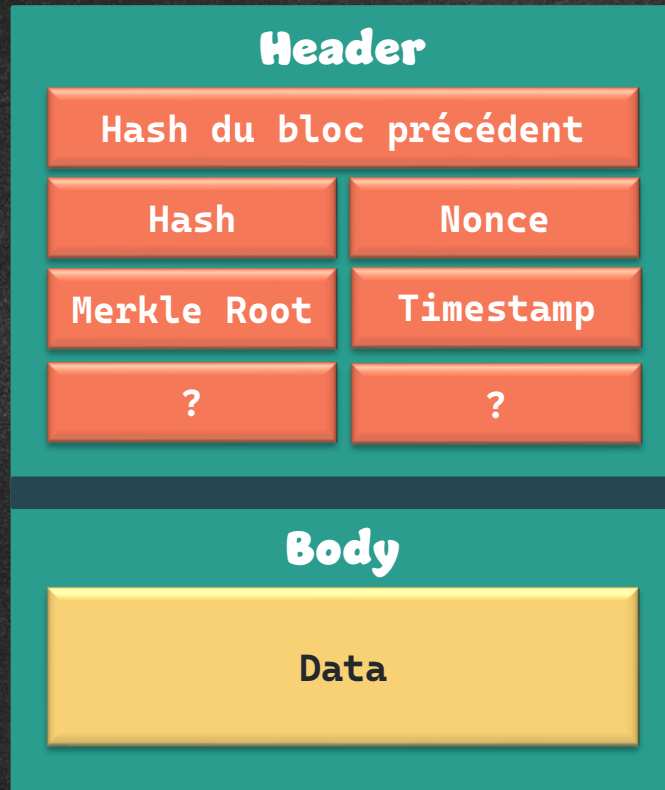 Header
Hash du bloc précédent
Hash
Nonce
Merkle Root
Timestamp
?
?
Body
Data